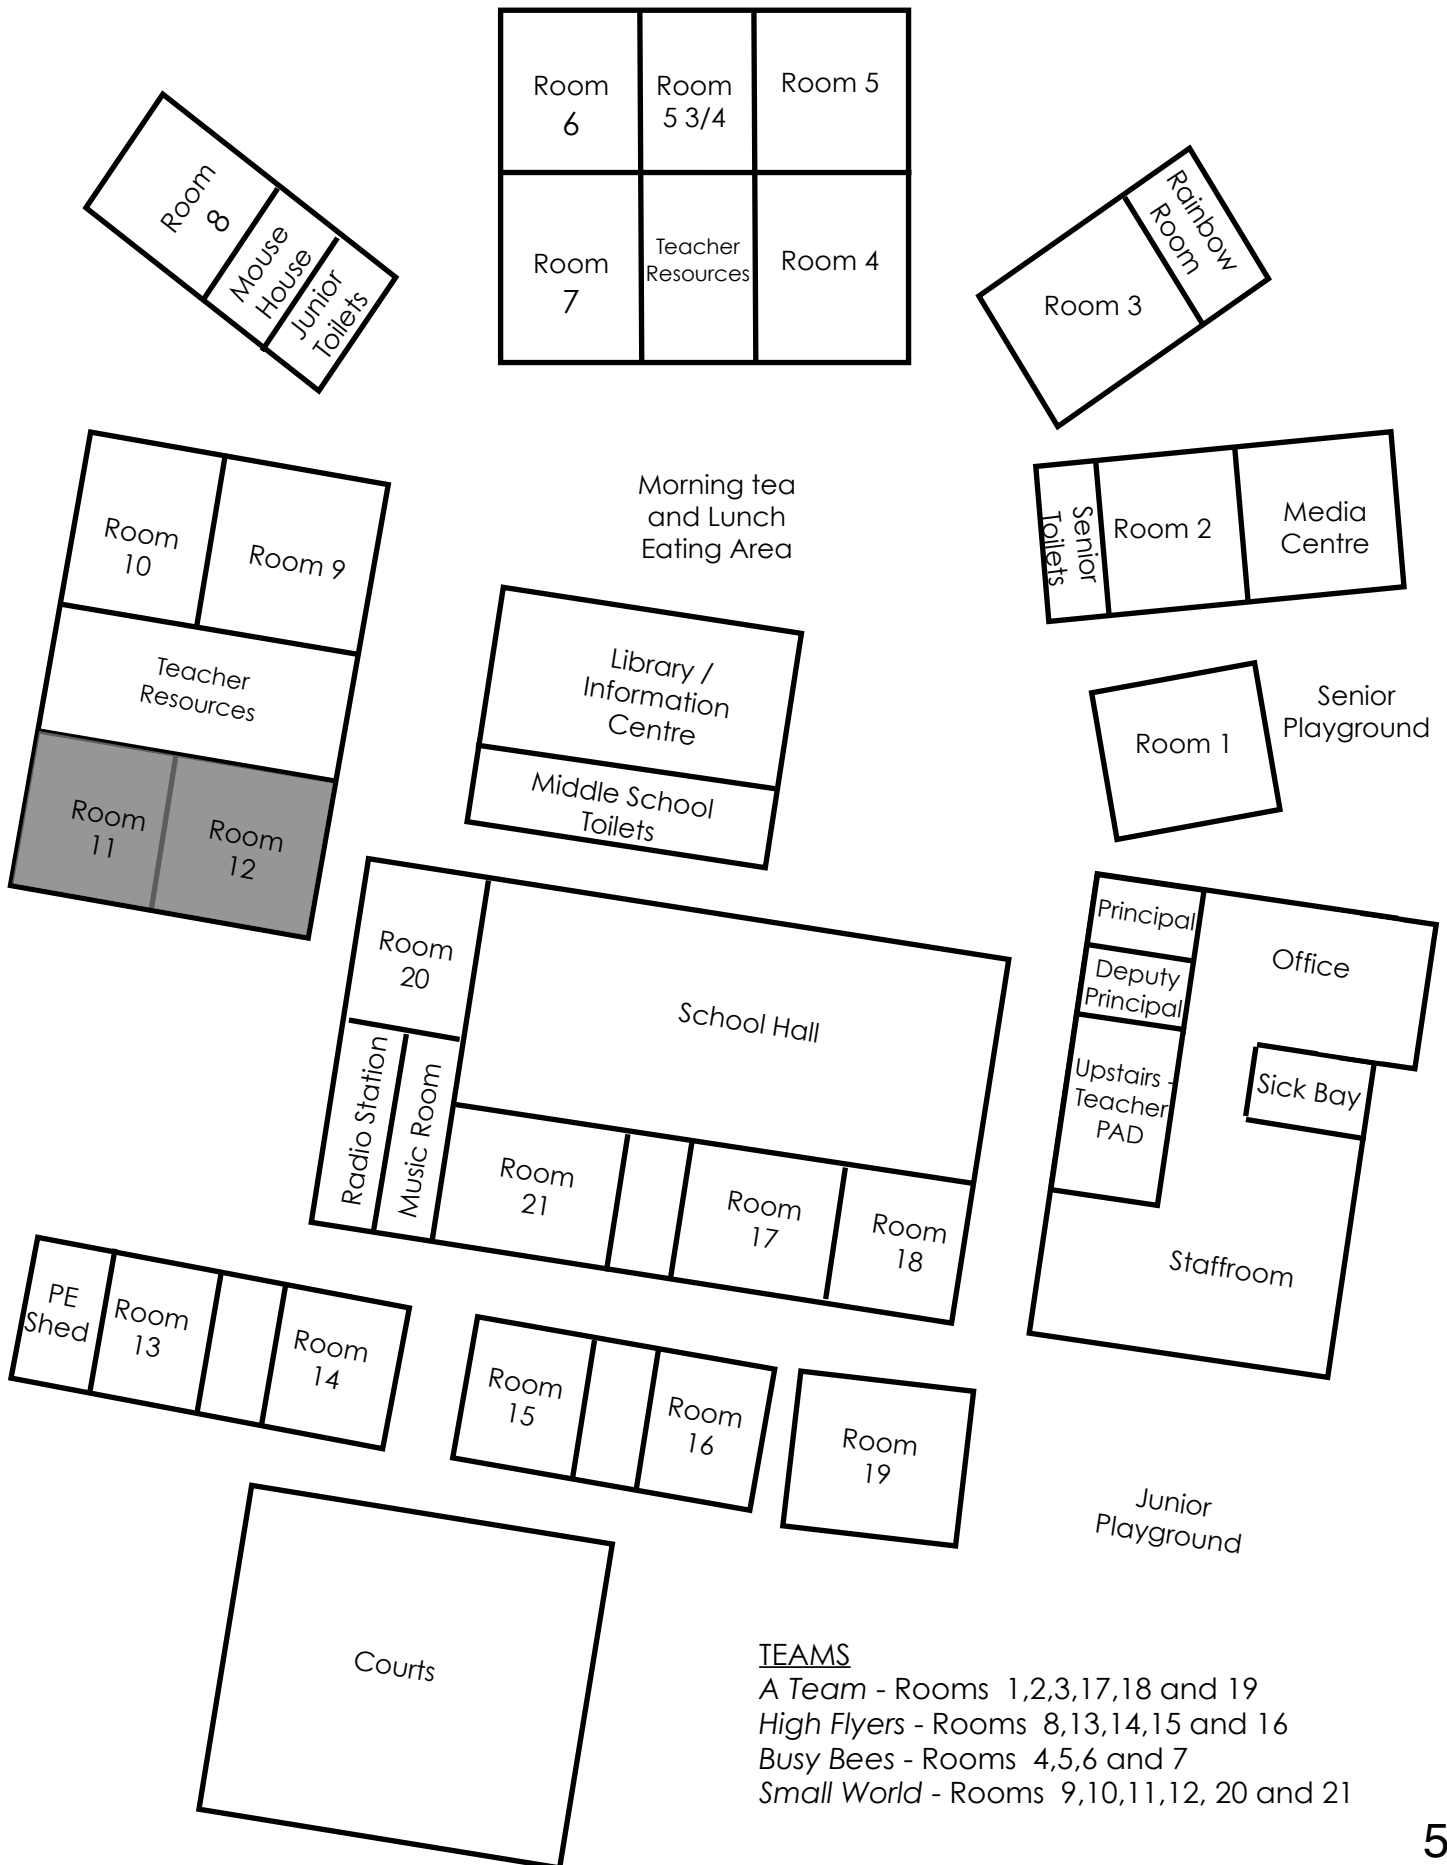 Room
6
Room
5 3/4
Room 5
Room
7
Teacher
Resources
Room 4
Room
8
Mouse
House
Junior
Toilets
Rainbow
Room
Room 3
Morning tea
and Lunch
Eating Area
Senior
Toilets
Room 2
Media
Centre
Room
10
Room 9
Teacher
Resources
Room
11
Room
12
Library /
Information
Centre
Middle School
Toilets
Room 1
Senior
Playground
Room
20
School Hall
Radio Station
Music Room
Room
21
Room
17
Room
18
Principal
Deputy
Principal
Upstairs -
Teacher
PAD
Office
Sick Bay
Staffroom
PE
Shed
Room
13
Room
14
Room
15
Room
16
Room
19
Junior
Playground
Courts
TEAMS
A Team - Rooms 1,2,3,17,18 and 19
High Flyers - Rooms 8,13,14,15 and 16
Busy Bees - Rooms 4,5,6 and 7
Small World - Rooms 9,10,11,12, 20 and 21
5